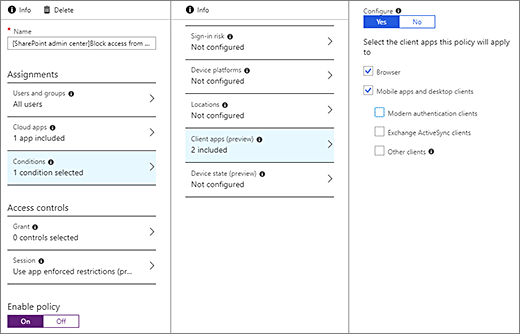 Info Delete
* Name
[SharePoint admin center]Block access from ...
Assignments
Users and groups
All users
Cloud apps
1 app included
Conditions
1 condition selected
Access controls
Grant
0 controls selected
Session
Use app enforced restrictions (pr...
Enable policy
On Off
Info
Sign-in risk
Not configured
Device platforms
Not configured
Locations
Not configured
Client apps (preview)
2 included
Device state (preview)
Not configured
Configure
Yes No
Select the client apps this policy will apply
to
Browser
Mobile apps and desktop clients
Modern authentication clients
Exchange ActiveSync clients
Other clients